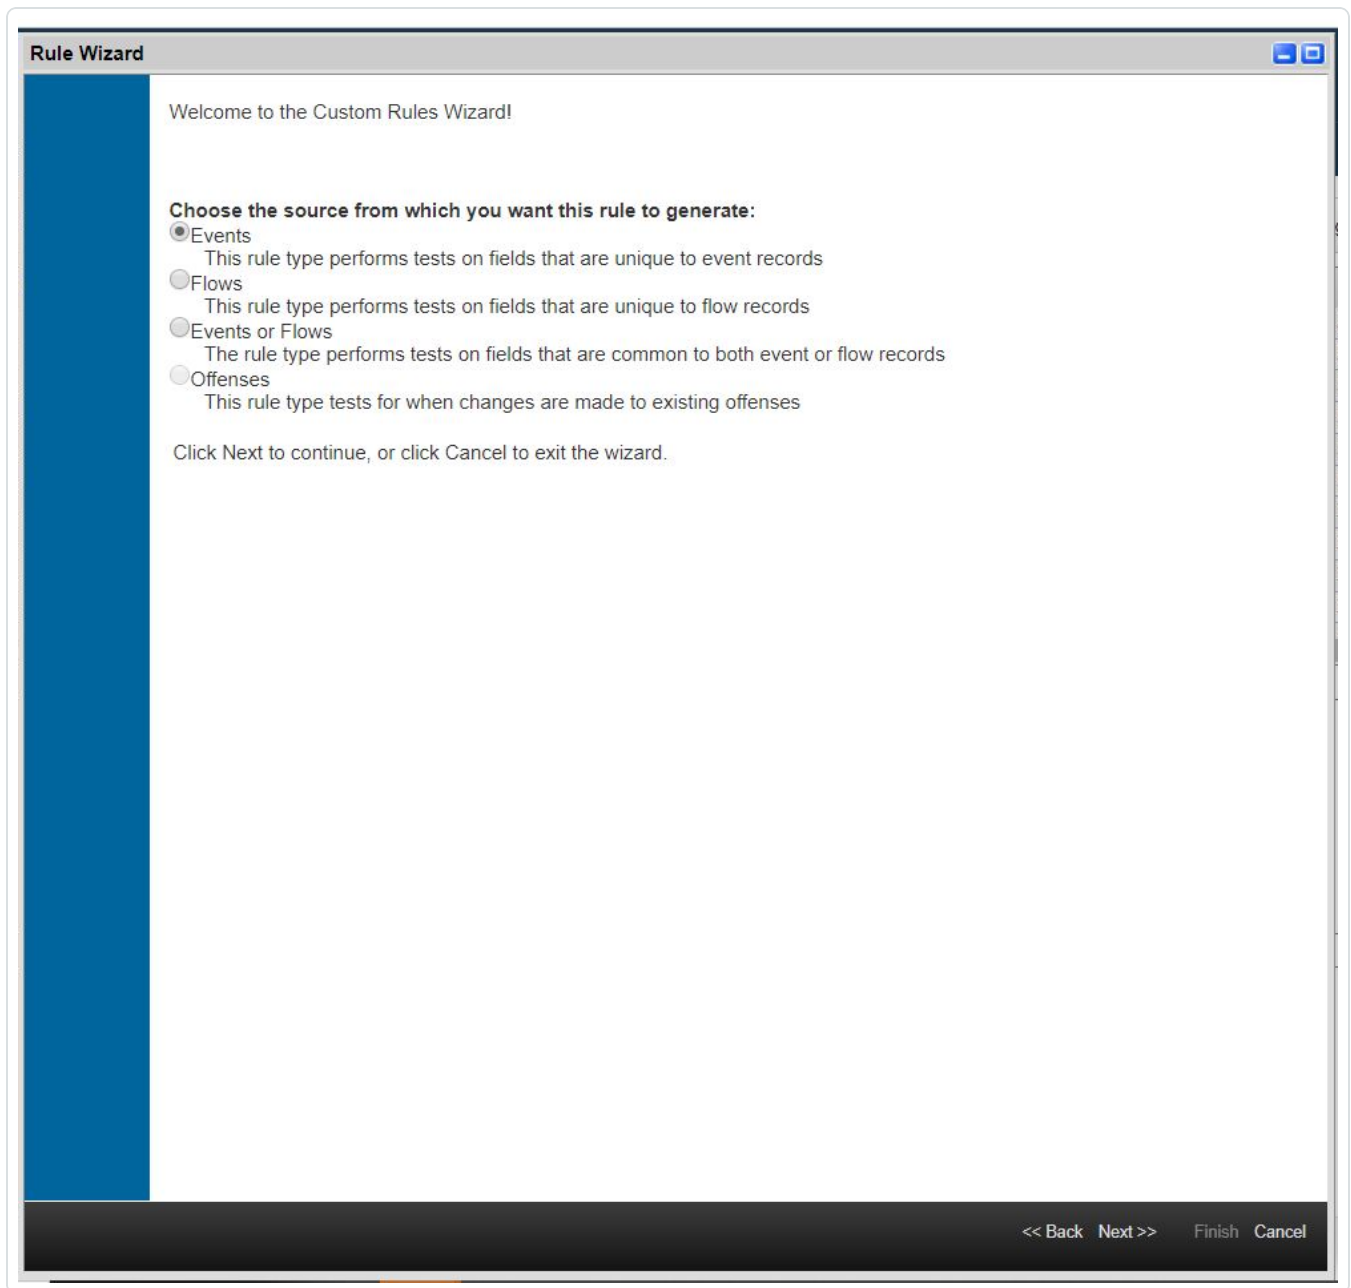 Rule Wizard
Welcome to the Custom Rules Wizard!
Choose the source from which you want this rule to generate:
Events
This rule type performs tests on fields that are unique to event records
Flows
This rule type performs tests on fields that are unique to flow records
Events or Flows
The rule type performs tests on fields that are common to both event or flow records
Offenses
This rule type tests for when changes are made to existing offenses
Click Next to continue, or click Cancel to exit the wizard.
<< Back Next >> Finish Cancel